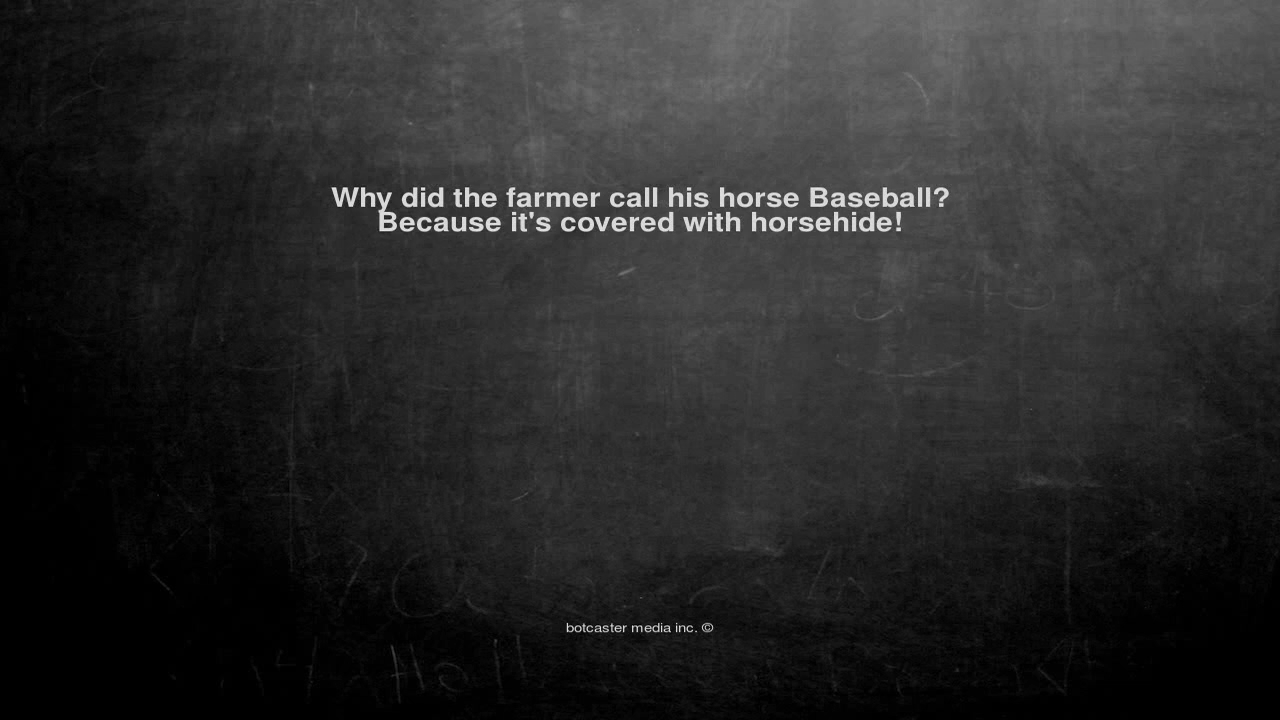 Why did the farmer call his horse Baseball?
Because it's covered with horsehide!
botcaster media inc. ©